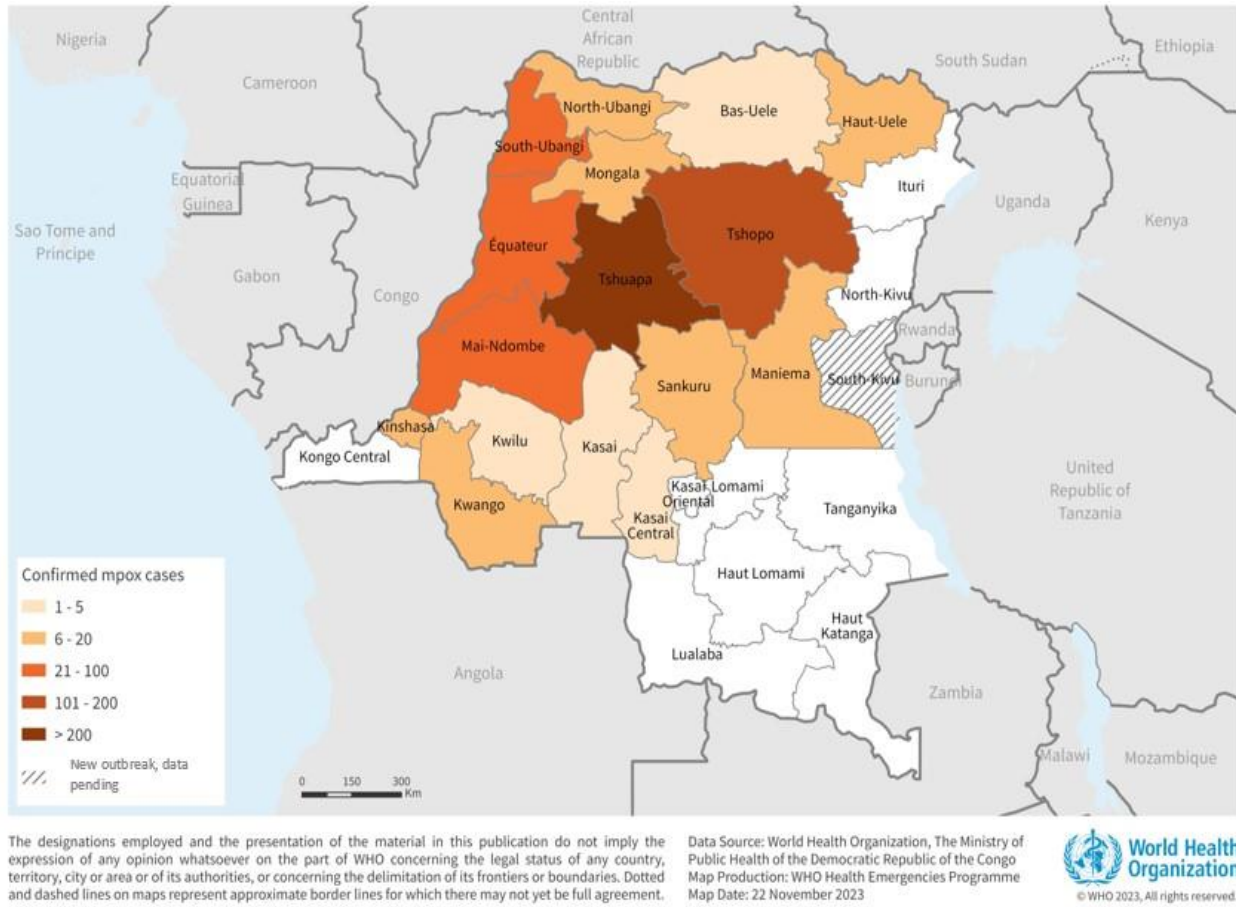 Nigeria
Central
African
Republic
South Sudan
Ethiopia
Cameroon
North-Ubangi
Bas-Uele
Haut-Uele
South-Ubangi
Mongala
Ituri
Equatorial
Guinea
Uganda
Kenya
Sao Tome and
Principe
Équateur
Tshopo
Gabon
Congo
Tshuapa
North-Kivu
Rwanda
Mai-Ndombe
Sankuru
Maniema
South-Kivu
Burundi
Kinshasa
Kwilu
Kasai
Kongo Central
United
Republic of
Tanzania
Kwango
Kasai
Oriental
Lomami
Kasai
Central
Tanganyika
Haut Lomami
Haut
Katanga
Lualaba
Angola
Zambia
Malawi
Mozambique
Confirmed mpox cases
1 - 5
6 - 20
21 - 100
101 - 200
> 200
New outbreak, data
pending
0 150 300
Km
The designations employed and the presentation of the material in this publication do not imply the
expression of any opinion whatsoever on the part of WHO concerning the legal status of any country,
territory, city or area or of its authorities, or concerning the delimitation of its frontiers or boundaries. Dotted
and dashed lines on maps represent approximate border lines for which there may not yet be full agreement.
Data Source: World Health Organization, The Ministry of
Public Health of the Democratic Republic of the Congo
Map Production: WHO Health Emergencies Programme
Map Date: 22 November 2023
World Health
Organization
© WHO 2023, All rights reserved.